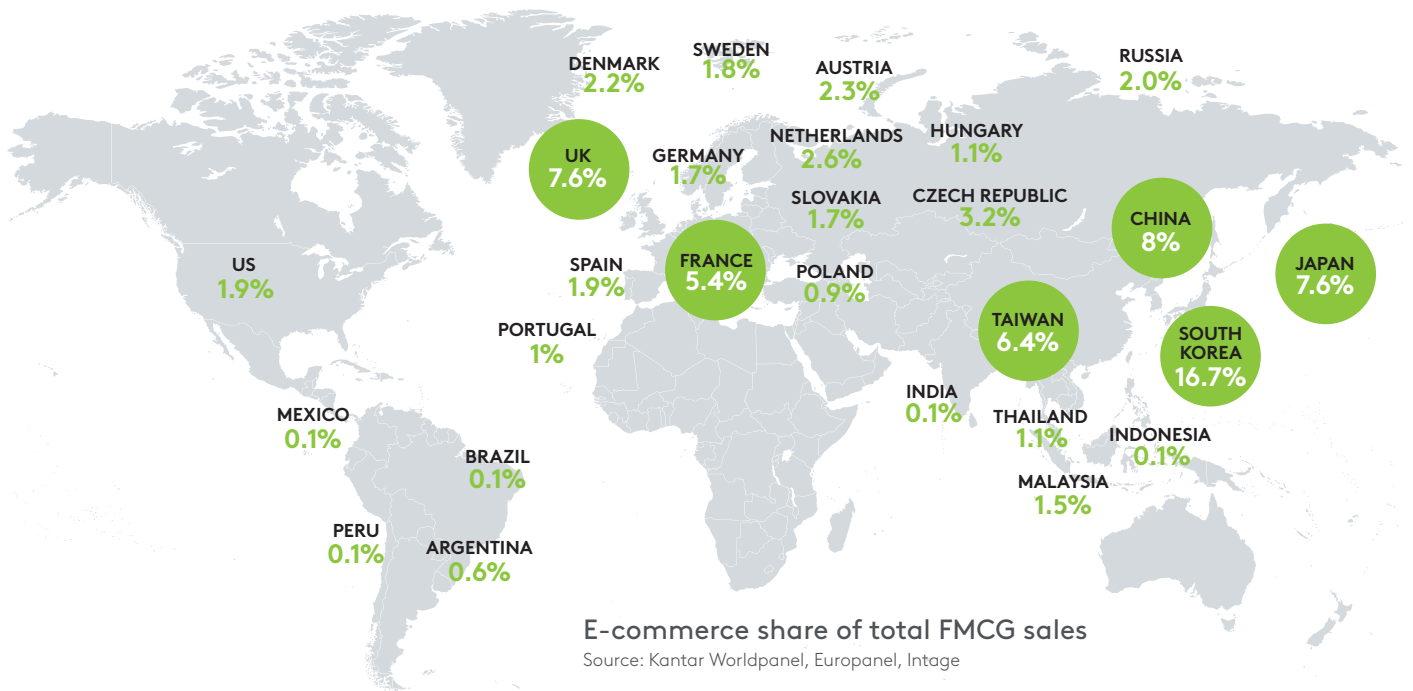 SWEDEN
1.8%
DENMARK
2.2%
AUSTRIA
2.3%
RUSSIA
2.0%
UK
7.6%
GERMANY
1.7%
NETHERLANDS
2.6%
HUNGARY
1.1%
SLOVAKIA
1.7%
CZECH REPUBLIC
3.2%
CHINA
8%
US
1.9%
SPAIN
1.9%
FRANCE
5.4%
POLAND
0.9%
JAPAN
7.6%
PORTUGAL
1%
TAIWAN
6.4%
SOUTH
KOREA
16.7%
INDIA
0.1%
MEXICO
0.1%
THAILAND
1.1%
INDONESIA
0.1%
BRAZIL
0.1%
MALAYSIA
1.5%
PERU
0.1%
ARGENTINA
0.6%
E-commerce share of total FMCG sales
Source: Kantar Worldpanel, Europanel, Intage